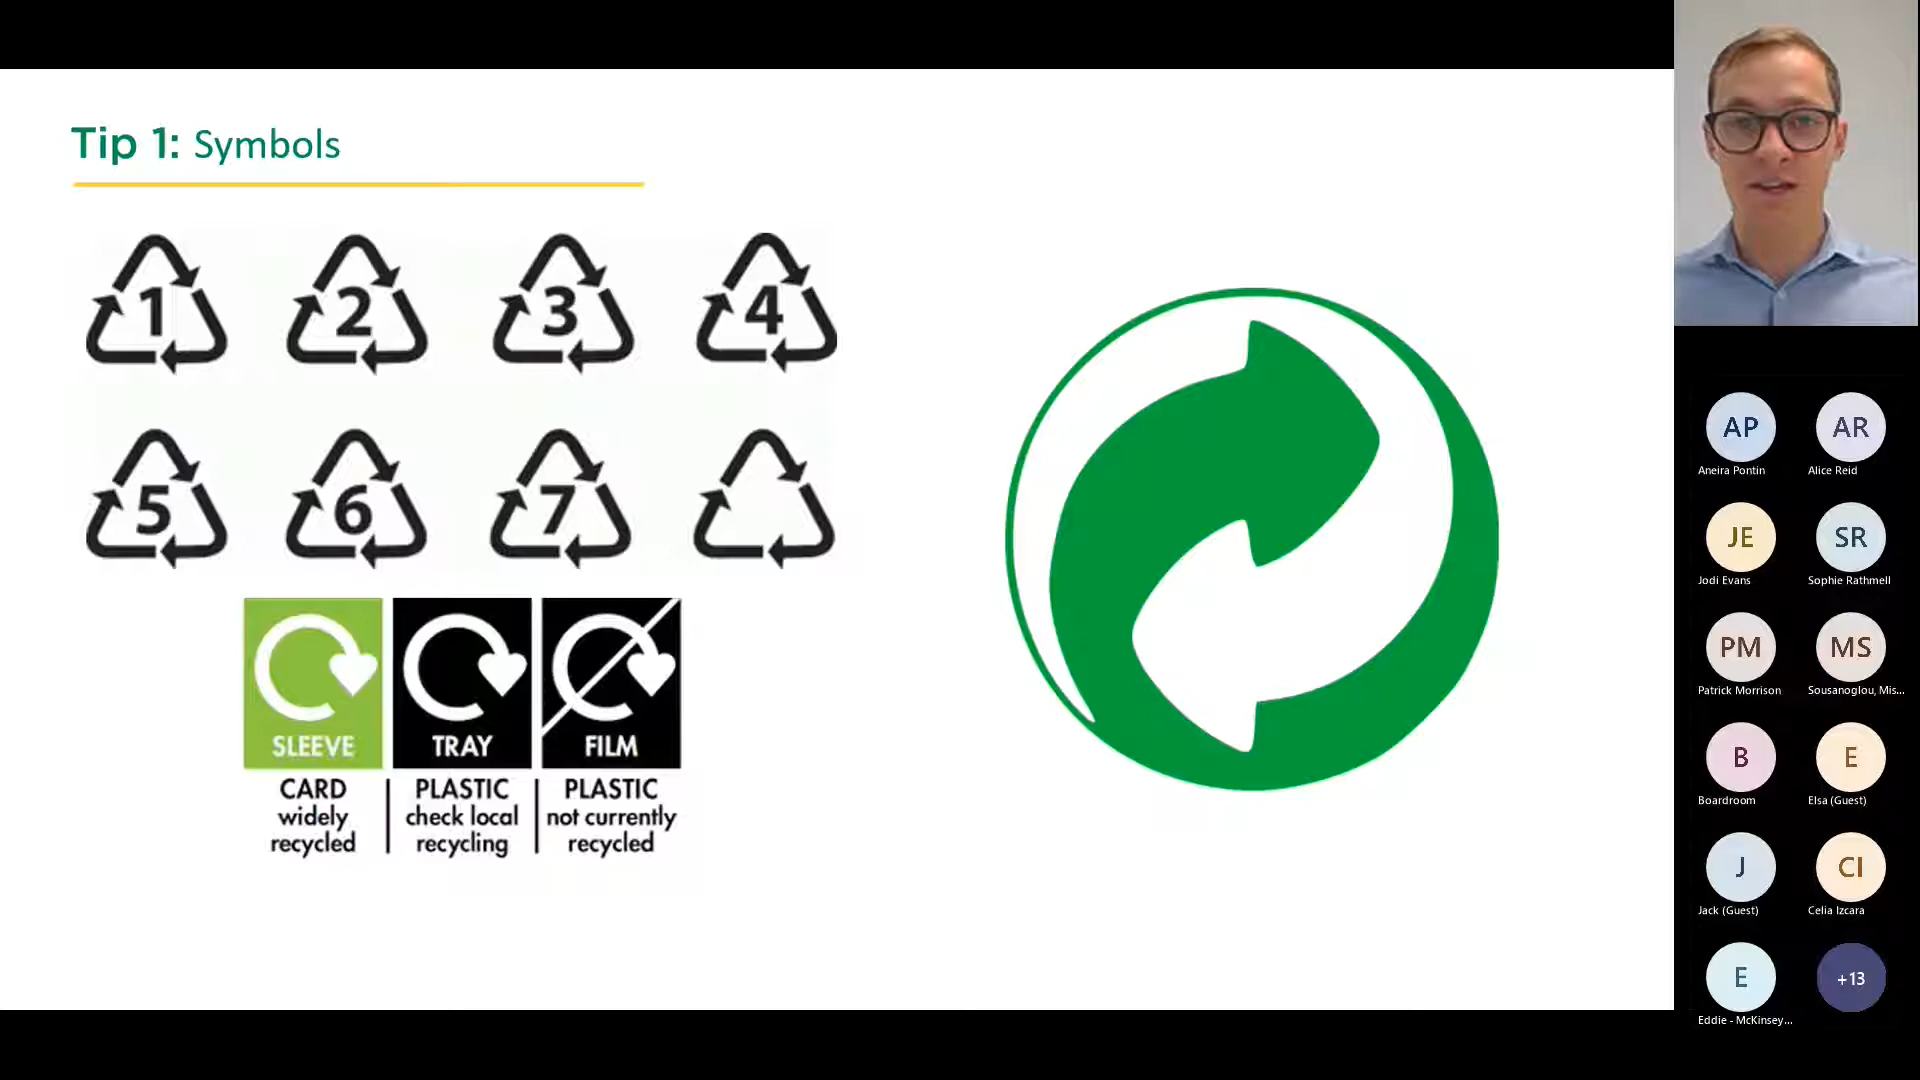 Tip 1: Symbols
1 2 3 4
5 6 7
SLEEVE TRAY FILM
CARD widely recycled
PLASTIC check local recycling
PLASTIC not currently recycled
AP AR
Aneira Pontin Alice Reid
JE SR
Jodi Evans Sophie Rathmell
PM MS
Patrick Morrison Sousanoglou, Mis...
B E
Boardroom Elsa (Guest)
J CI
Jack (Guest) Celia Izcara
E +13
Eddie - McKinsey...